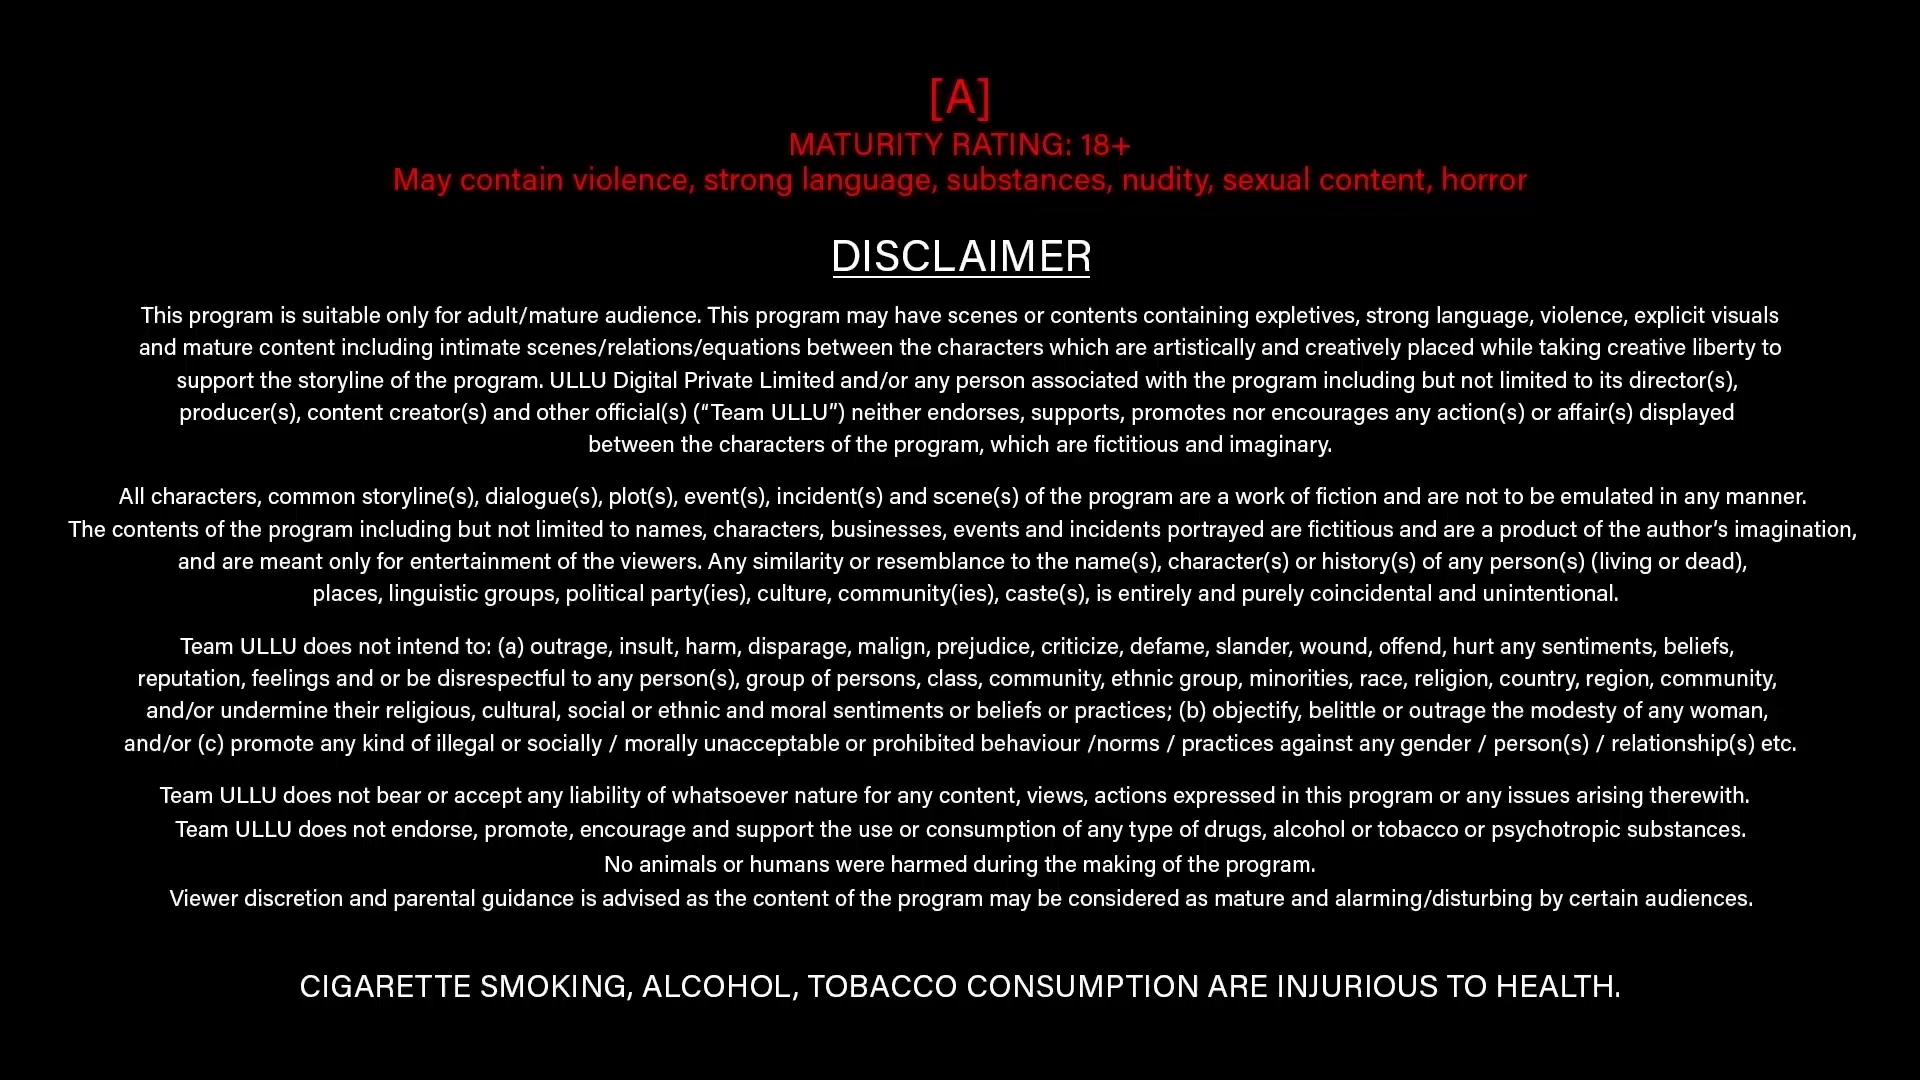 [A]
MATURITY RATING: 18+
May contain violence, strong language, substances, nudity, sexual content, horror
DISCLAIMER
This program is suitable only for adult/mature audience. This program may have scenes or contents containing expletives, strong language, violence, explicit visuals
and mature content including intimate scenes/relations/equations between the characters which are artistically and creatively placed while taking creative liberty to
support the storyline of the program. ULLU Digital Private Limited and/or any person associated with the program including but not limited to its director(s),
producer(s), content creator(s) and other official(s) (“Team ULLU”) neither endorses, supports, promotes nor encourages any action(s) or affair(s) displayed
between the characters of the program, which are fictitious and imaginary.
All characters, common storyline(s), dialogue(s), plot(s), event(s), incident(s) and scene(s) of the program are a work of fiction and are not to be emulated in any manner.
The contents of the program including but not limited to names, characters, businesses, events and incidents portrayed are fictitious and are a product of the author’s imagination,
and are meant only for entertainment of the viewers. Any similarity or resemblance to the name(s), character(s) or history(s) of any person(s) (living or dead),
places, linguistic groups, political party(ies), culture, community(ies), caste(s), is entirely and purely coincidental and unintentional.
Team ULLU does not intend to: (a) outrage, insult, harm, disparage, malign, prejudice, criticize, defame, slander, wound, offend, hurt any sentiments, beliefs,
reputation, feelings and or be disrespectful to any person(s), group of persons, class, community, ethnic group, minorities, race, religion, country, region, community,
and/or undermine their religious, cultural, social or ethnic and moral sentiments or beliefs or practices; (b) objectify, belittle or outrage the modesty of any woman,
and/or (c) promote any kind of illegal or socially / morally unacceptable or prohibited behaviour /norms / practices against any gender / person(s) / relationship(s) etc.
Team ULLU does not bear or accept any liability of whatsoever nature for any content, views, actions expressed in this program or any issues arising therewith.
Team ULLU does not endorse, promote, encourage and support the use or consumption of any type of drugs, alcohol or tobacco or psychotropic substances.
No animals or humans were harmed during the making of the program.
Viewer discretion and parental guidance is advised as the content of the program may be considered as mature and alarming/disturbing by certain audiences.
CIGARETTE SMOKING, ALCOHOL, TOBACCO CONSUMPTION ARE INJURIOUS TO HEALTH.